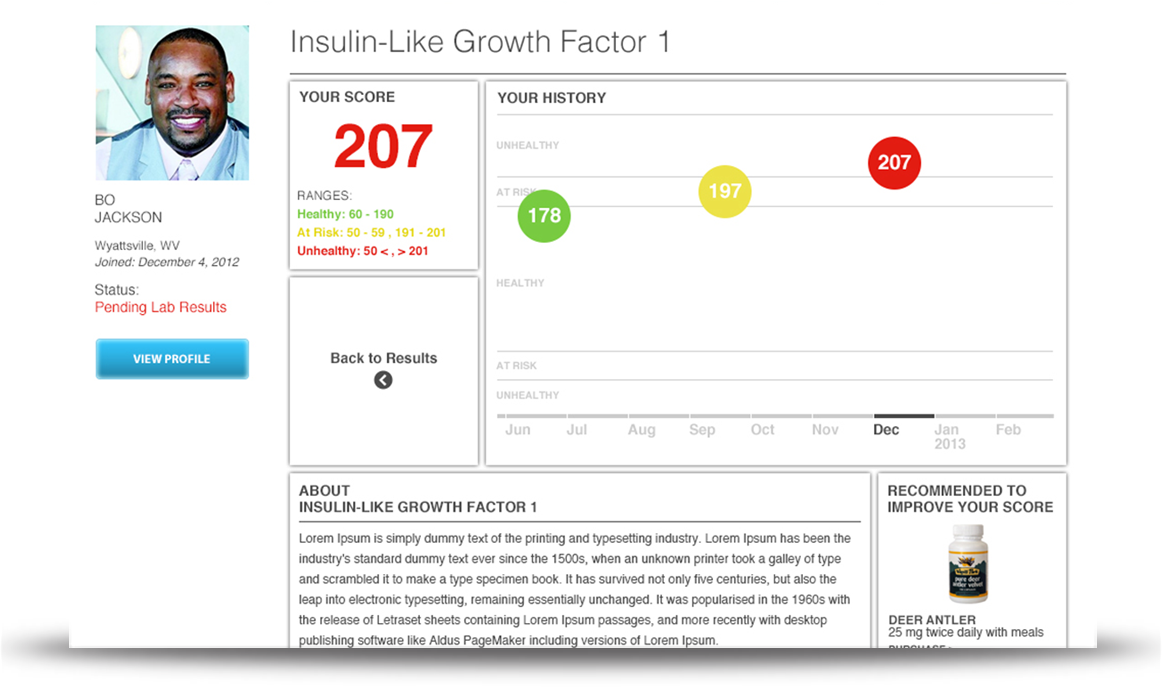 Insulin-Like Growth Factor 1
BO
JACKSON
Wyattsville, WV
Joined: December 4, 2012
Status:
Pending Lab Results
VIEW PROFILE
YOUR SCORE
207
RANGES:
Healthy: 60 - 190
At Risk: 50 - 59 , 191 - 201
Unhealthy: 50 < , > 201
Back to Results
YOUR HISTORY
UNHEALTHY
AT RISK
178
197
207
HEALTHY
AT RISK
UNHEALTHY
Jun Jul Aug Sep Oct Nov Dec Jan Feb
2013
ABOUT
INSULIN-LIKE GROWTH FACTOR 1
Lorem Ipsum is simply dummy text of the printing and typesetting industry. Lorem Ipsum has been the
industry's standard dummy text ever since the 1500s, when an unknown printer took a galley of type
and scrambled it to make a type specimen book. It has survived not only five centuries, but also the
leap into electronic typesetting, remaining essentially unchanged. It was popularised in the 1960s with
the release of Letraset sheets containing Lorem Ipsum passages, and more recently with desktop
publishing software like Aldus PageMaker including versions of Lorem Ipsum.
RECOMMENDED TO
IMPROVE YOUR SCORE
pure deer
antler velvet
DEER ANTLER
25 mg twice daily with meals